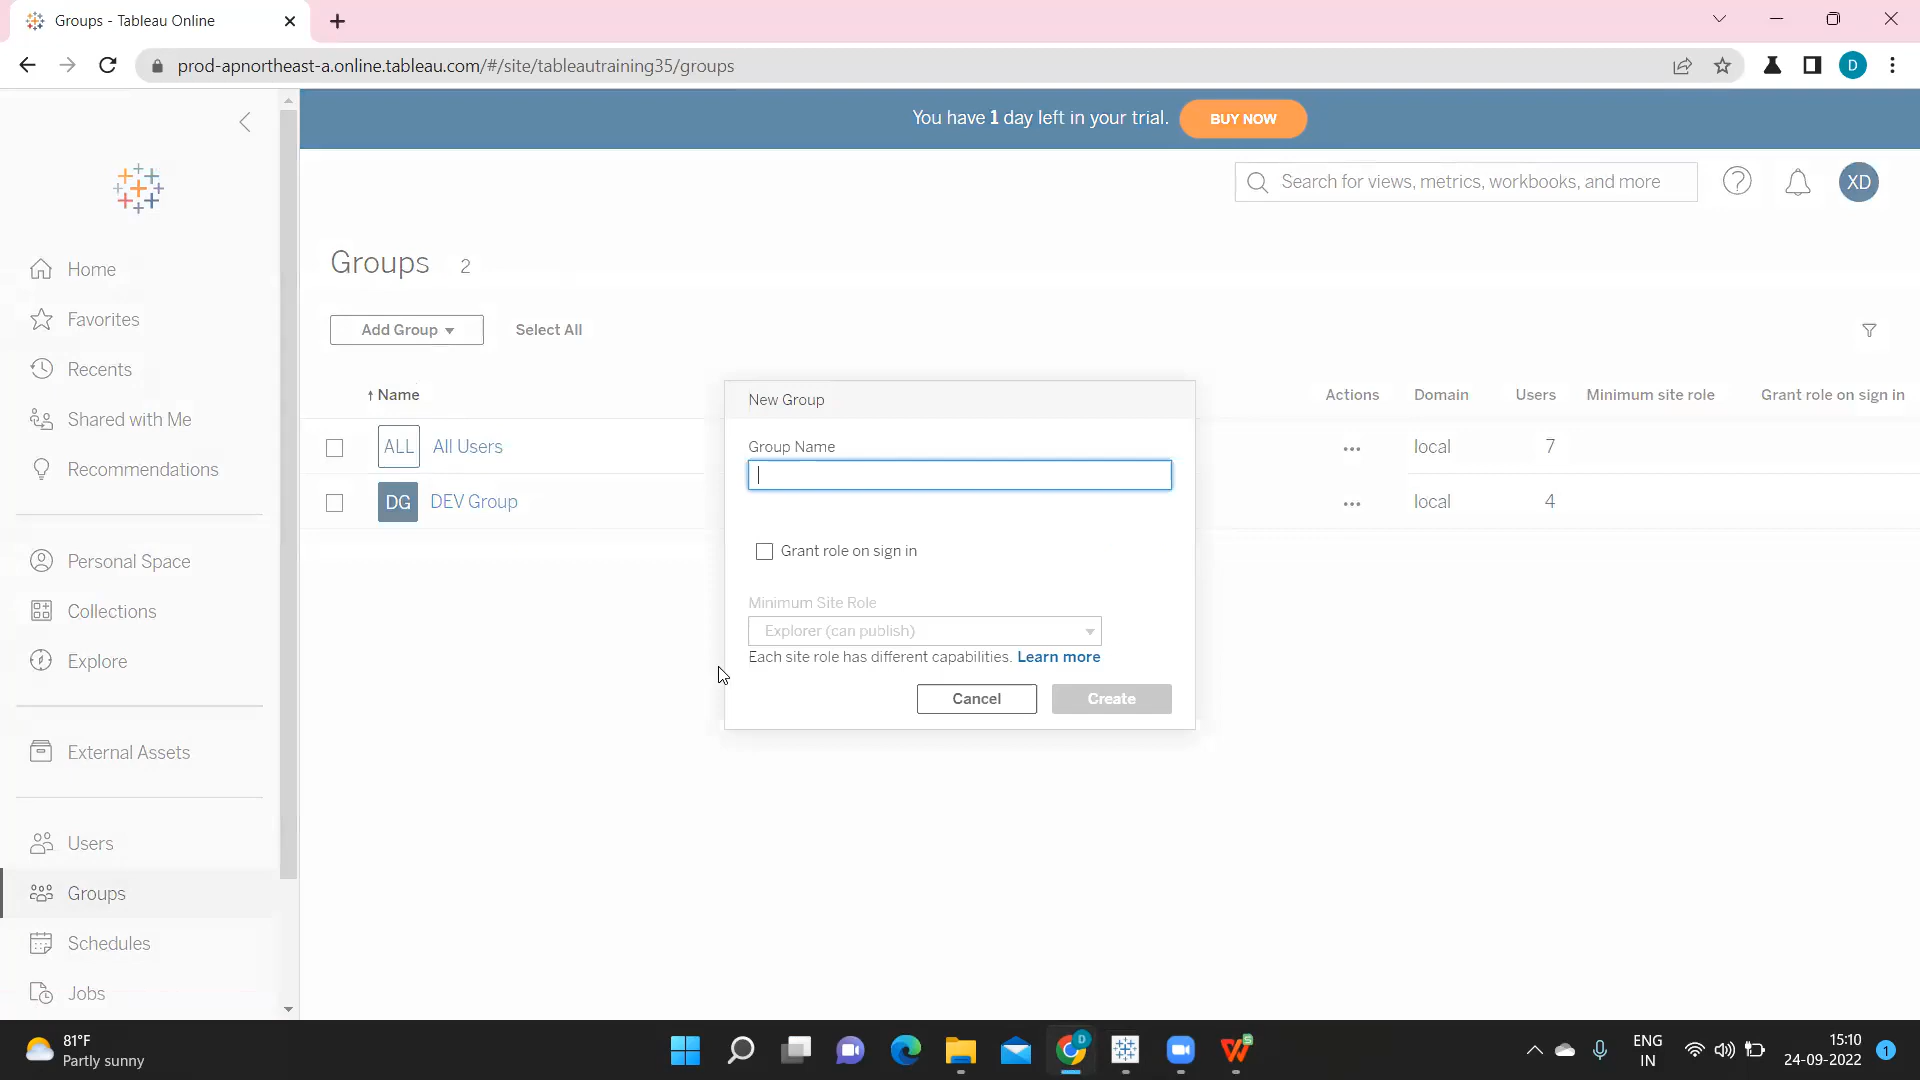 Groups - Tableau Online
prod-apnortheast-a.online.tableau.com/#/site/tableautraining35/groups
D
You have 1 day left in your trial.
BUY NOW
Search for views, metrics, workbooks, and more
XD
Home
Favorites
Recents
Shared with Me
Recommendations
Personal Space
Collections
Explore
External Assets
Users
Groups
Schedules
Jobs
Groups 2
Add Group
Select All
Name
Actions
Domain
Users
Minimum site role
Grant role on sign in
ALL All Users
local
7
DG DEV Group
local
4
New Group
Group Name
Grant role on sign in
Minimum Site Role
Explorer (can publish)
Each site role has different capabilities. Learn more
Cancel
Create
81°F
Partly sunny
D
ENG
IN
15:10
24-09-2022
1